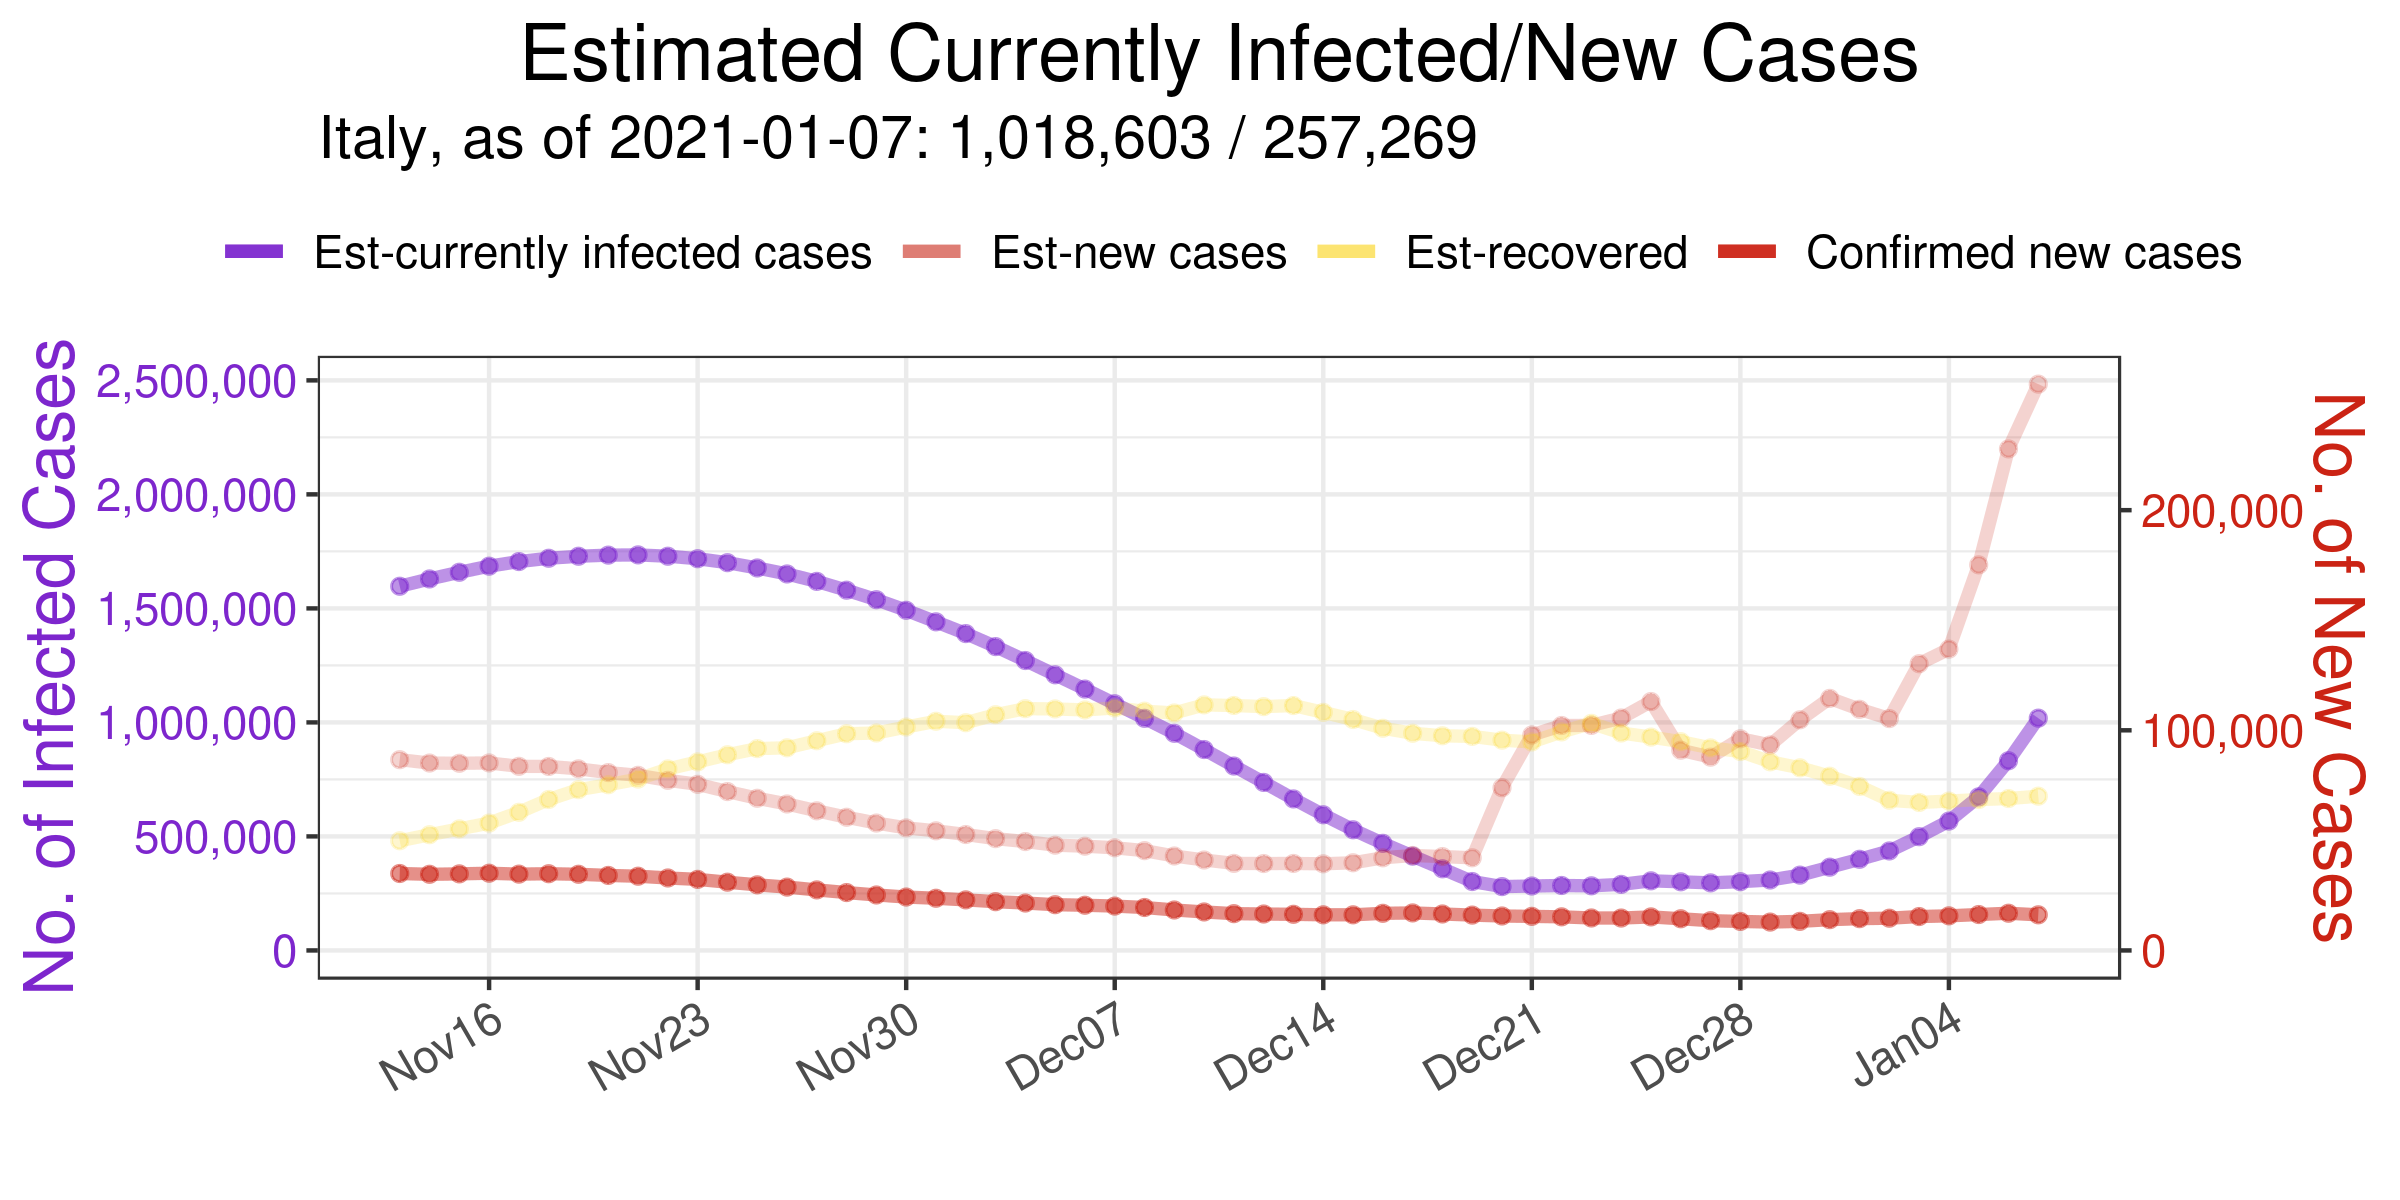 Estimated Currently Infected/New Cases
Italy, as of 2021-01-07: 1,018,603 / 257,269
Est-currently infected cases
Est-new cases
Est-recovered
Confirmed new cases
No. of Infected Cases
2,500,000
2,000,000
1,500,000
1,000,000
500,000
0
200,000
100,000
0
No. of New Cases
Nov16
Nov23
Nov30
Dec07
Dec14
Dec21
Dec28
Jan04